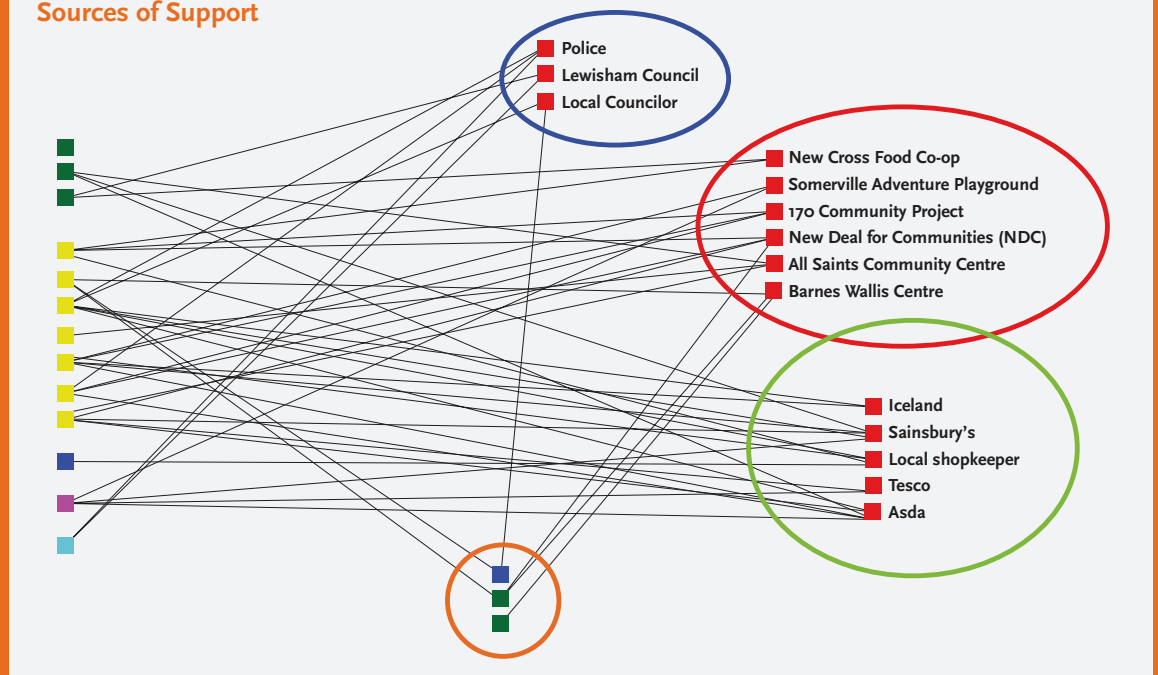 Sources of Support
Police
Lewisham Council
Local Councilor
New Cross Food Co-op
Somerville Adventure Playground
170 Community Project
New Deal for Communities (NDC)
All Saints Community Centre
Barnes Wallis Centre
Iceland
Sainsbury's
Local shopkeeper
Tesco
Asda